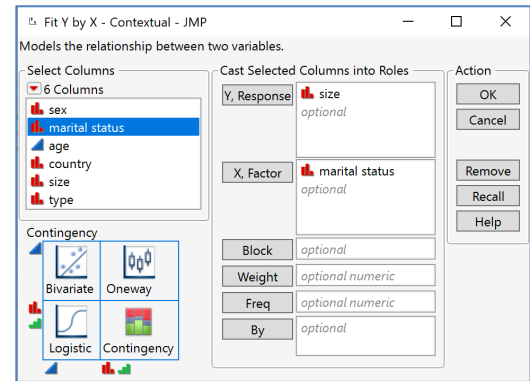 Fit Y by X - Contextual - JMP
Models the relationship between two variables.
Select Columns
6 Columns
sex
marital status
age
country
size
type
Contingency
Bivariate Oneway
Logistic Contingency
Cast Selected Columns into Roles
Y, Response size
optional
X, Factor marital status
optional
Block optional
Weight optional numeric
Freq optional numeric
By optional
Action
OK
Cancel
Remove
Recall
Help